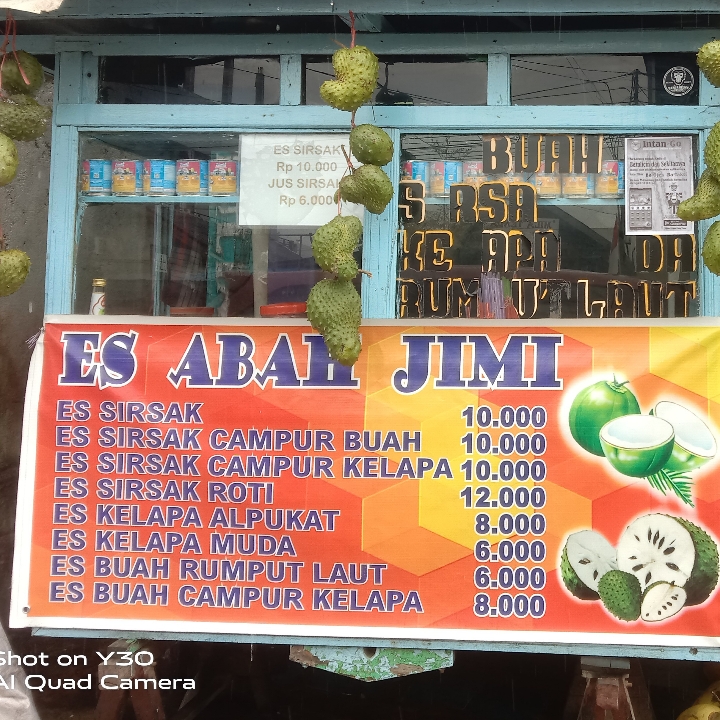 ES SIRSAK
Rp 10.000
JUS SIRSAK
Rp 6.000
BUAH
Intan Go
ES ABAH JIMI
ES SIRSAK 10.000
ES SIRSAK CAMPUR BUAH 10.000
ES SIRSAK CAMPUR KELAPA 10.000
ES SIRSAK ROTI 12.000
ES KELAPA ALPUKAT 8.000
ES KELAPA MUDA 6.000
ES BUAH RUMPUT LAUT 6.000
ES BUAH CAMPUR KELAPA 8.000
Shot on Y30
AI Quad Camera